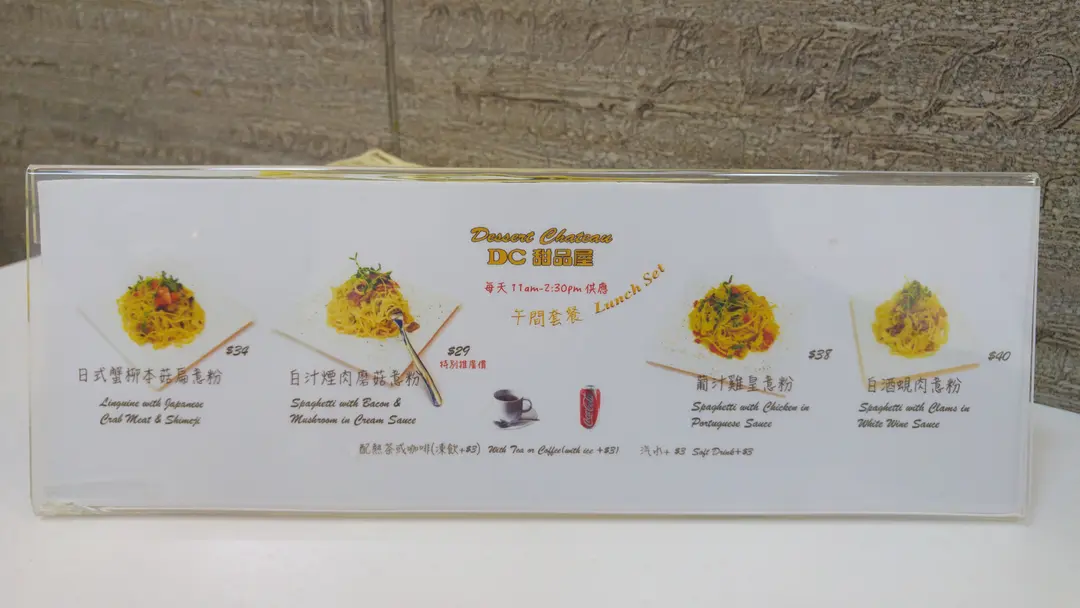 Dessert Chateau
DC 甜品屋
每天 11am-2:30pm 供應
午間套餐 Lunch Set
$34
日式蟹柳本菇扁意粉
Linguine with Japanese
Crab Meat & Shimeji
$29
特別推廣價
白汁煙肉磨菇意粉
Spaghetti with Bacon &
Mushroom in Cream Sauce
$38
葡汁雞皇意粉
Spaghetti with Chicken in
Portuguese Sauce
$40
白酒蜆肉意粉
Spaghetti with Clams in
White Wine Sauce
Coca-Cola
配熱茶或咖啡(凍飲+$3) With Tea or Coffee(with ice +$3) 汽水+ $3 Soft Drink+$3